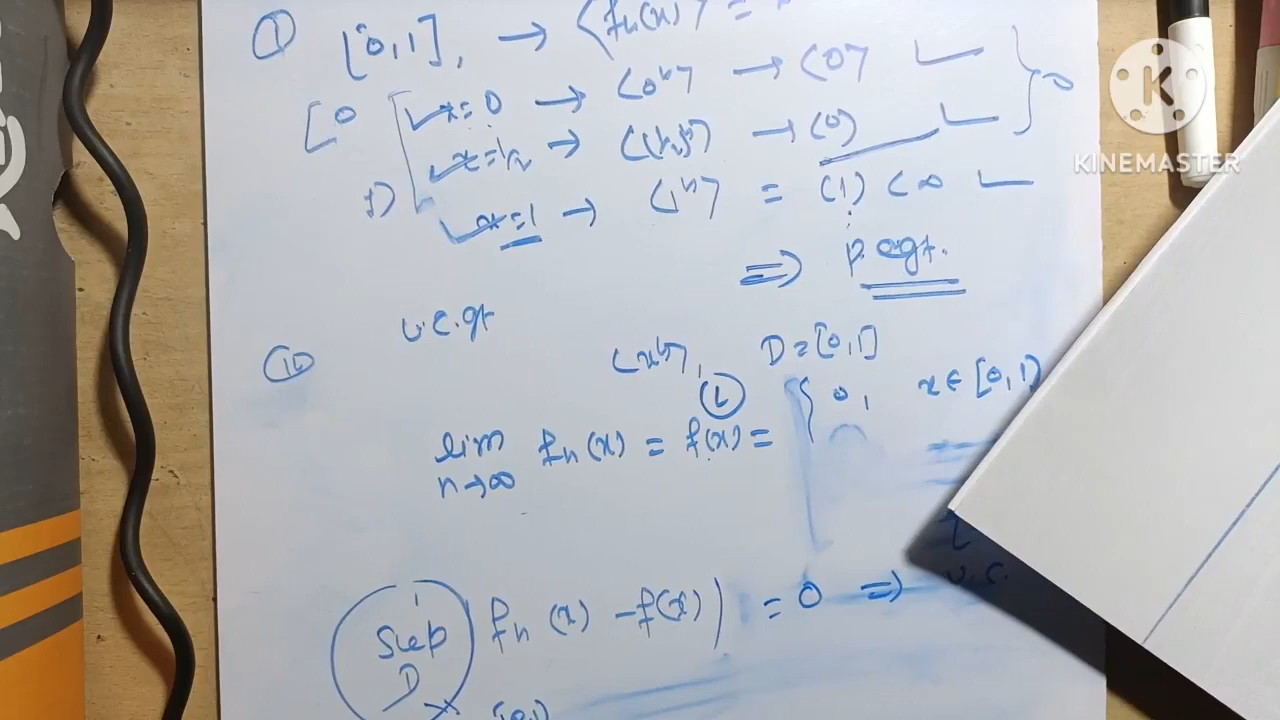 ① [0,1], → ⟨fn(x)⟩ =
[0 x=0 → ⟨0ⁿ⟩ → ⟨0⟩
x=½ → ⟨(½)ⁿ⟩ → (0)
1) x=1 → ⟨1ⁿ⟩ = (1) < ∞
⇒ p.cgt.
(ii) u.c.gt
⟨xⁿ⟩, D = [0,1]
lim n→∞ fn(x) = f(x) = { 0, x ∈ [0,1)
Sup D | fn(x) - f(x) | = 0 ⇒ u.c.
KINEMASTER